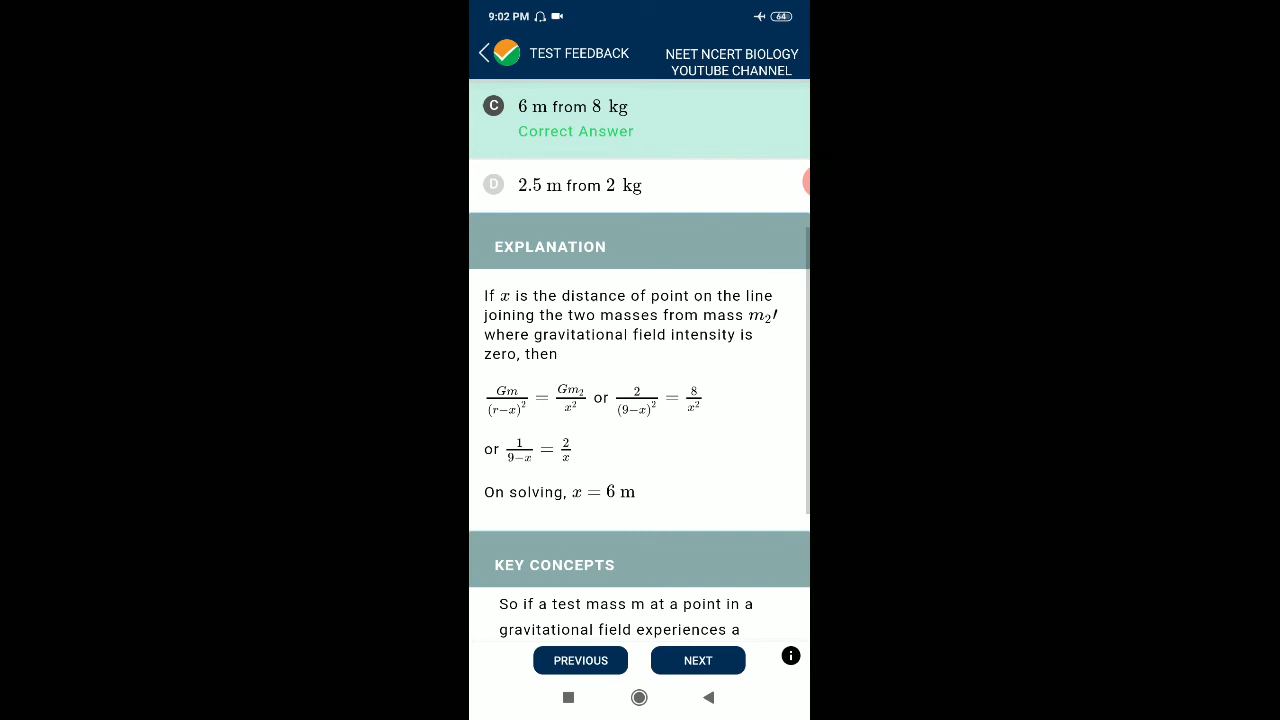 9:02 PM 64
TEST FEEDBACK
NEET NCERT BIOLOGY
YOUTUBE CHANNEL
C 6 m from 8 kg
Correct Answer
D 2.5 m from 2 kg
EXPLANATION
If x is the distance of point on the line
joining the two masses from mass m₂′
where gravitational field intensity is
zero, then
Gm/(r−x)² = Gm₂/x² or 2/(9−x)² = 8/x²
or 1/9−x = 2/x
On solving, x = 6 m
KEY CONCEPTS
So if a test mass m at a point in a
gravitational field experiences a
PREVIOUS NEXT i